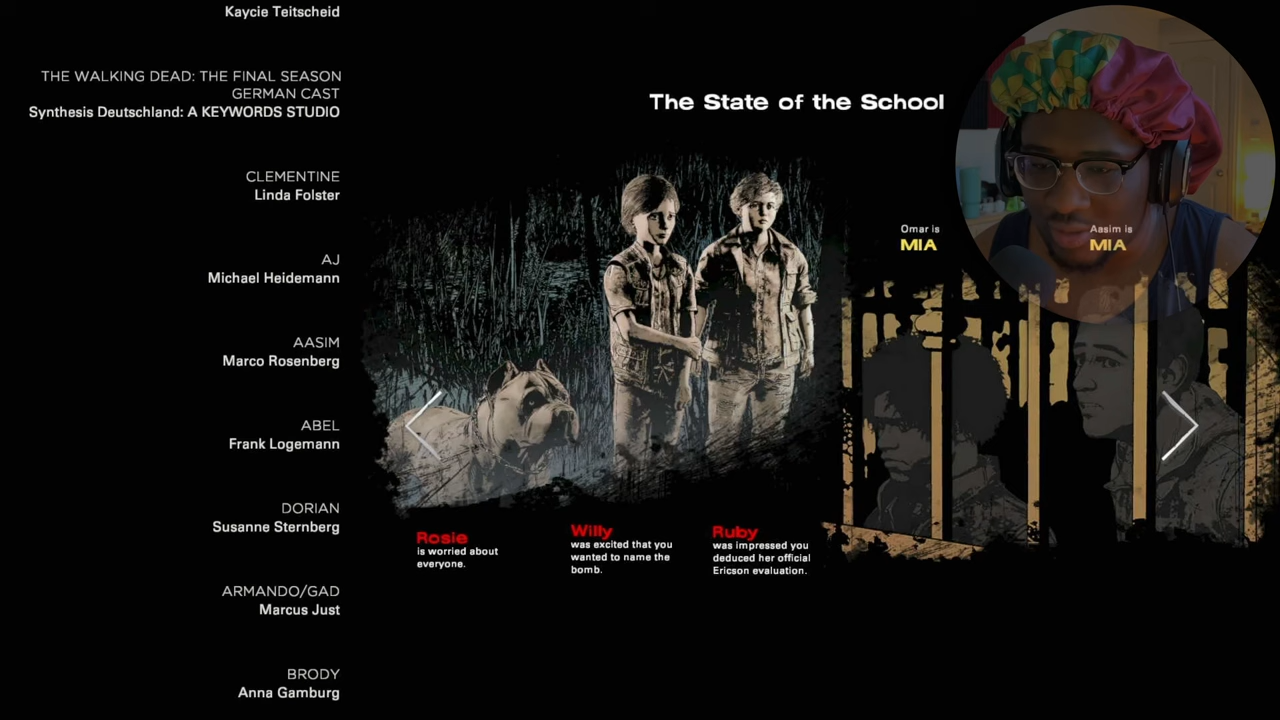 Kaycie Teitscheid
THE WALKING DEAD: THE FINAL SEASON
GERMAN CAST
Synthesis Deutschland: A KEYWORDS STUDIO
CLEMENTINE
Linda Folster
AJ
Michael Heidemann
AASIM
Marco Rosenberg
ABEL
Frank Logemann
DORIAN
Susanne Sternberg
ARMANDO/GAD
Marcus Just
BRODY
Anna Gamburg
The State of the School
Omar is
MIA
Aasim is
MIA
Rosie
is worried about
everyone.
Willy
was excited that you
wanted to name the
bomb.
Ruby
was impressed you
deduced her official
Ericson evaluation.